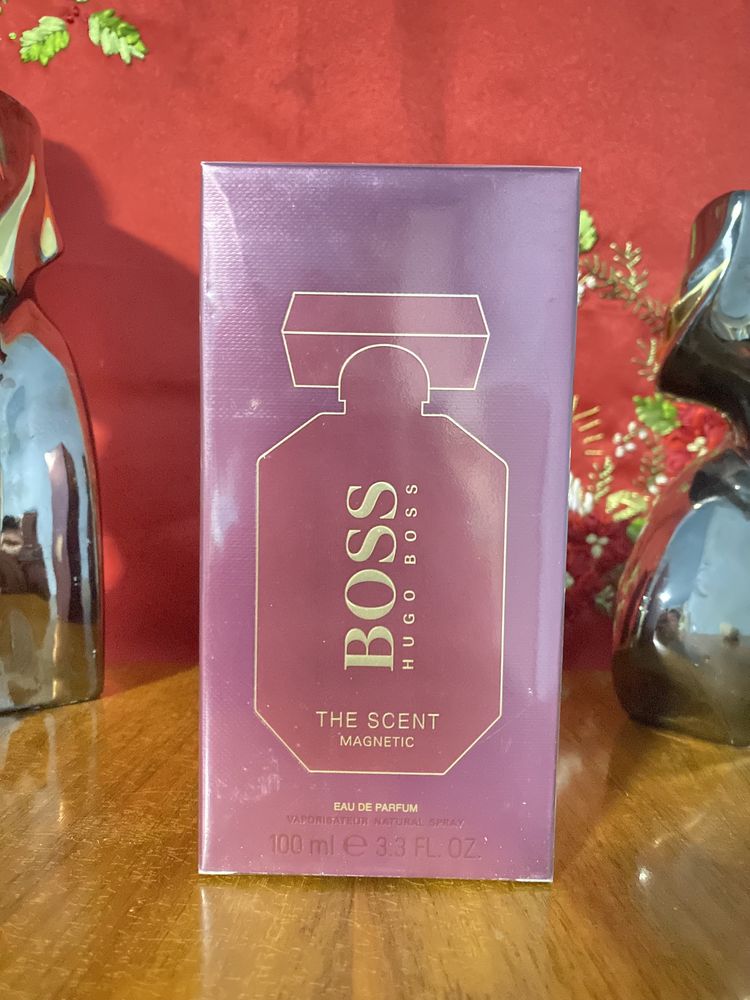 BOSS
HUGO BOSS
THE SCENT
MAGNETIC
EAU DE PARFUM
VAPORISATEUR NATURAL SPRAY
100 ml ℮ 3.3 FL. OZ.